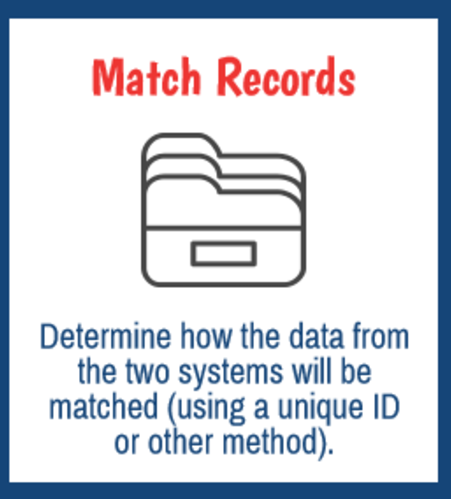 Match Records
Determine how the data from
the two systems will be
matched (using a unique ID
or other method).